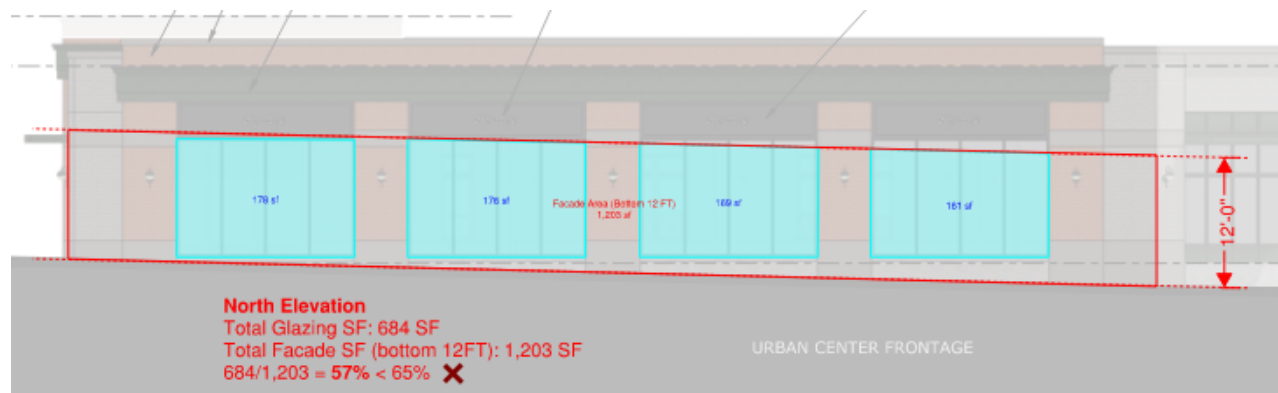 178 sf
176 sf
Facade Area (Bottom 12 FT)
1,203 sf
169 sf
161 sf
12'-0"
North Elevation
Total Glazing SF: 684 SF
Total Facade SF (bottom 12FT): 1,203 SF
684/1,203 = 57% < 65%
URBAN CENTER FRONTAGE